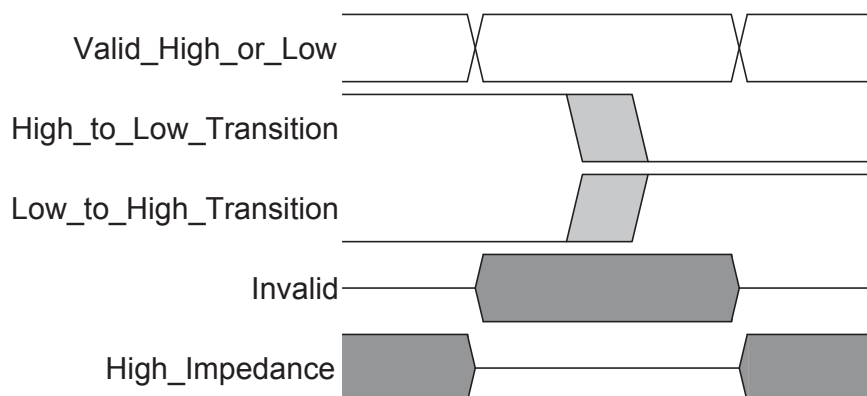 Valid_High_or_Low
High_to_Low_Transition
Low_to_High_Transition
Invalid
High_Impedance